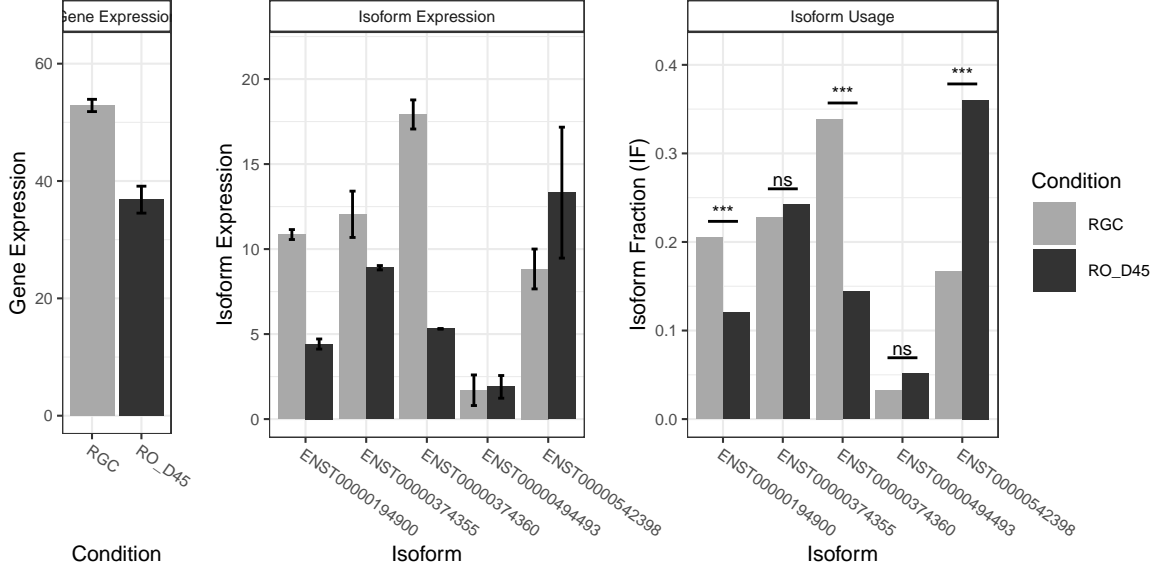 Gene Expression
Isoform Expression
Isoform Usage
Gene Expression
60
40
20
0
RGC
RO_D45
Condition
Isoform Expression
20
15
10
5
0
ENST00000194900
ENST00000374355
ENST00000374360
ENST00000494493
ENST00000542398
Isoform
Isoform Fraction (IF)
0.4
0.3
0.2
0.1
0.0
***
ns
***
ns
***
ENST00000194900
ENST00000374355
ENST00000374360
ENST00000494493
ENST00000542398
Isoform
Condition
RGC
RO_D45